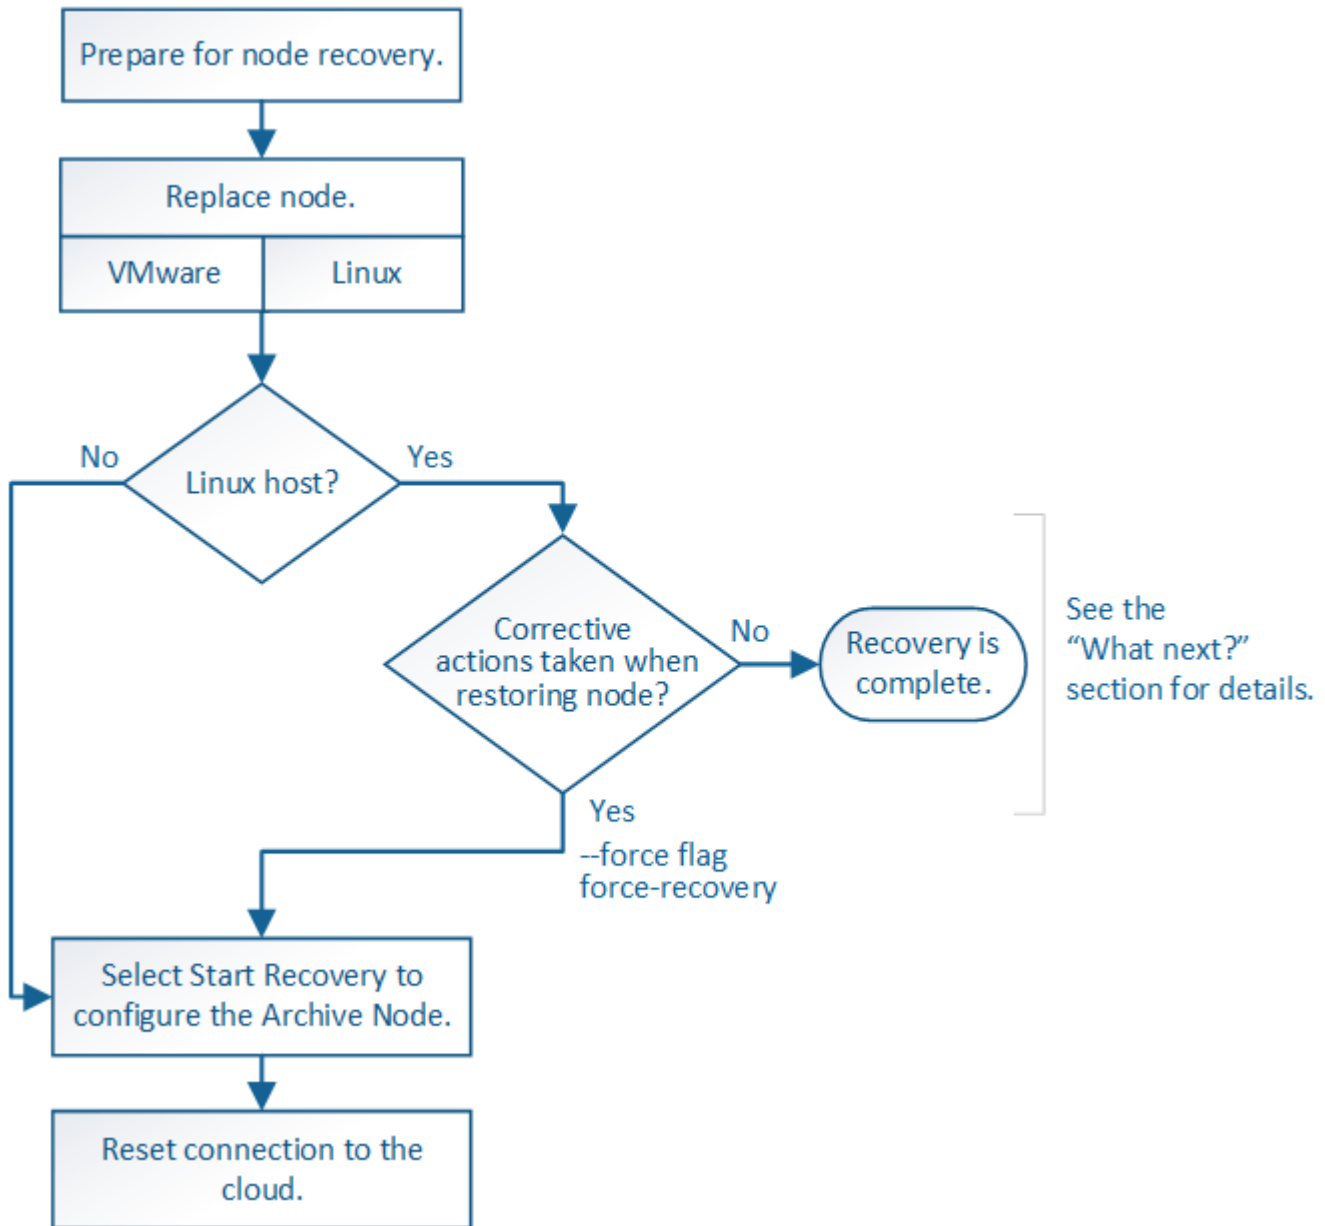 Prepare for node recovery.
Replace node.
VMware
Linux
No
Yes
Linux host?
Corrective
actions taken when
restoring node?
No
Recovery is
complete.
See the
“What next?”
section for details.
Yes
--force flag
force-recovery
Select Start Recovery to
configure the Archive Node.
Reset connection to the
cloud.